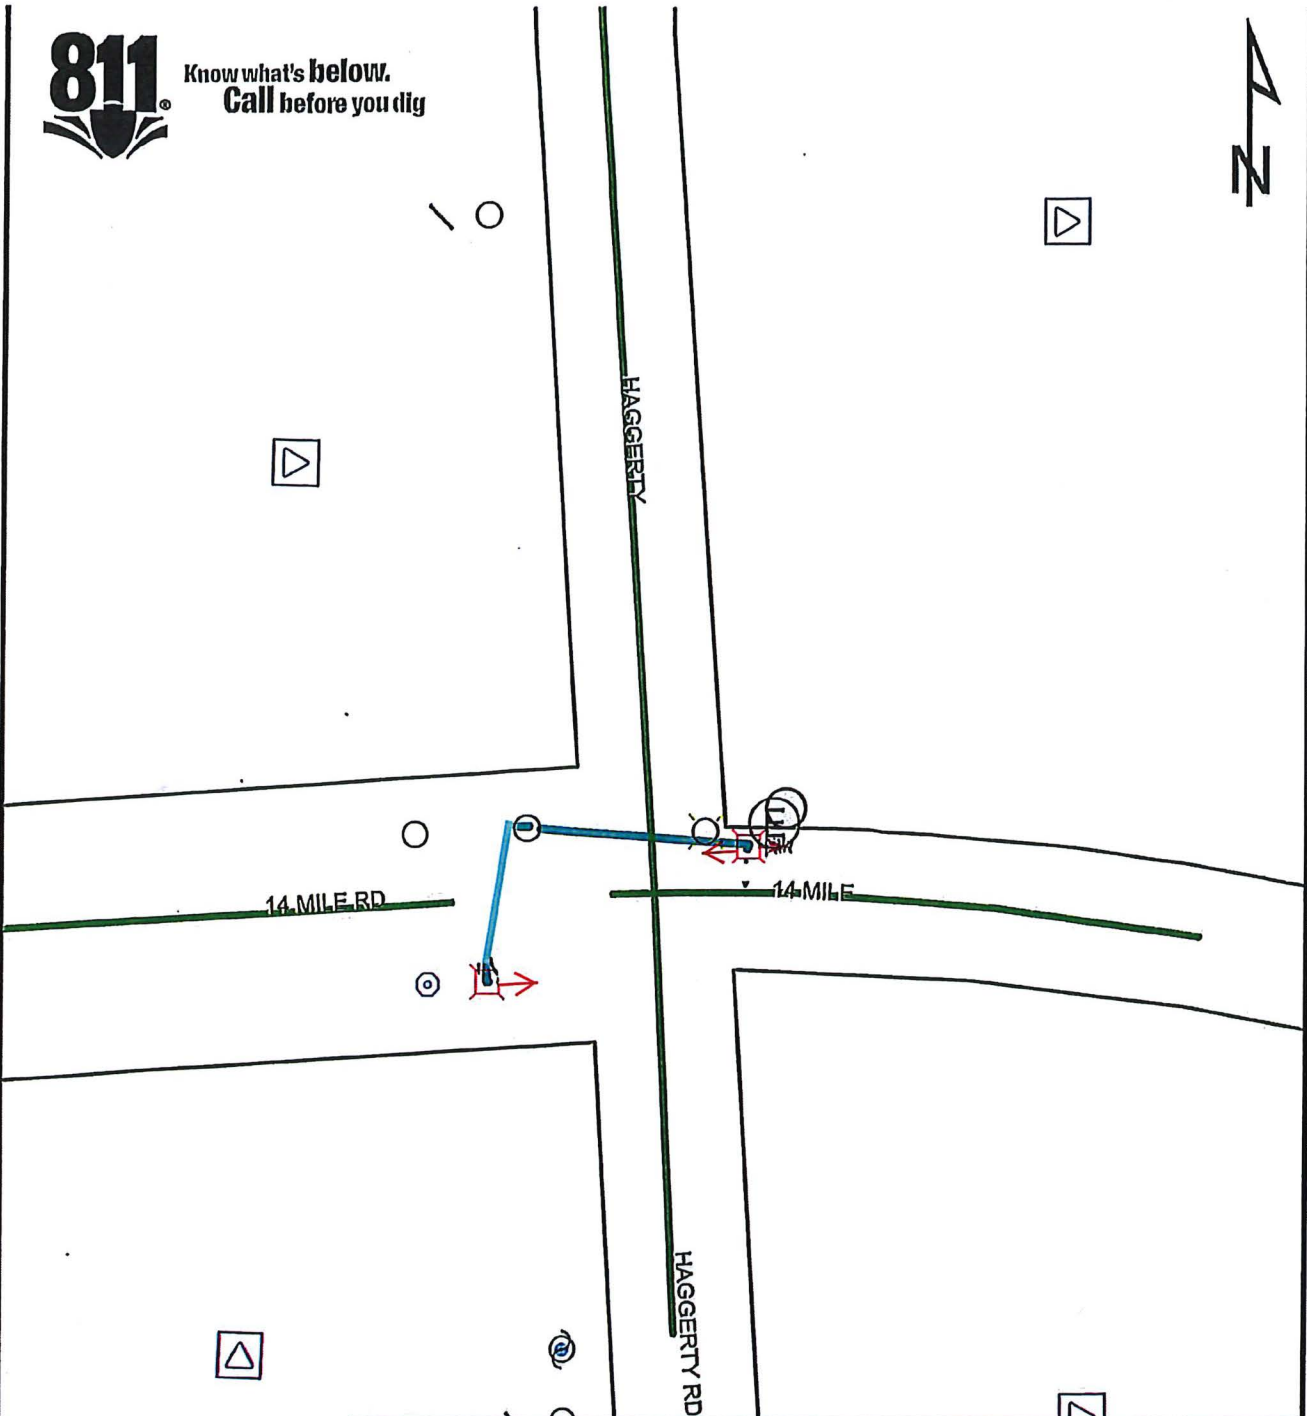 811®
Know what's below.
Call before you dig
N
HAGGERTY
14 MILE RD
14 MILE
HAGGERTY RD